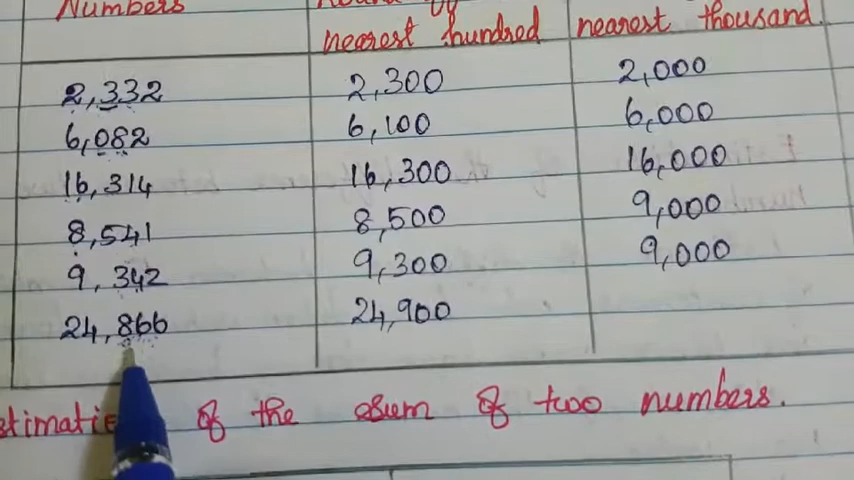 Numbers
nearest hundred
nearest thousand.
2,332 2,300 2,000
6,082 6,100 6,000
16,314 16,300 16,000
8,541 8,500 9,000
9,342 9,300 9,000
24,866 24,900
of the sum of two numbers.